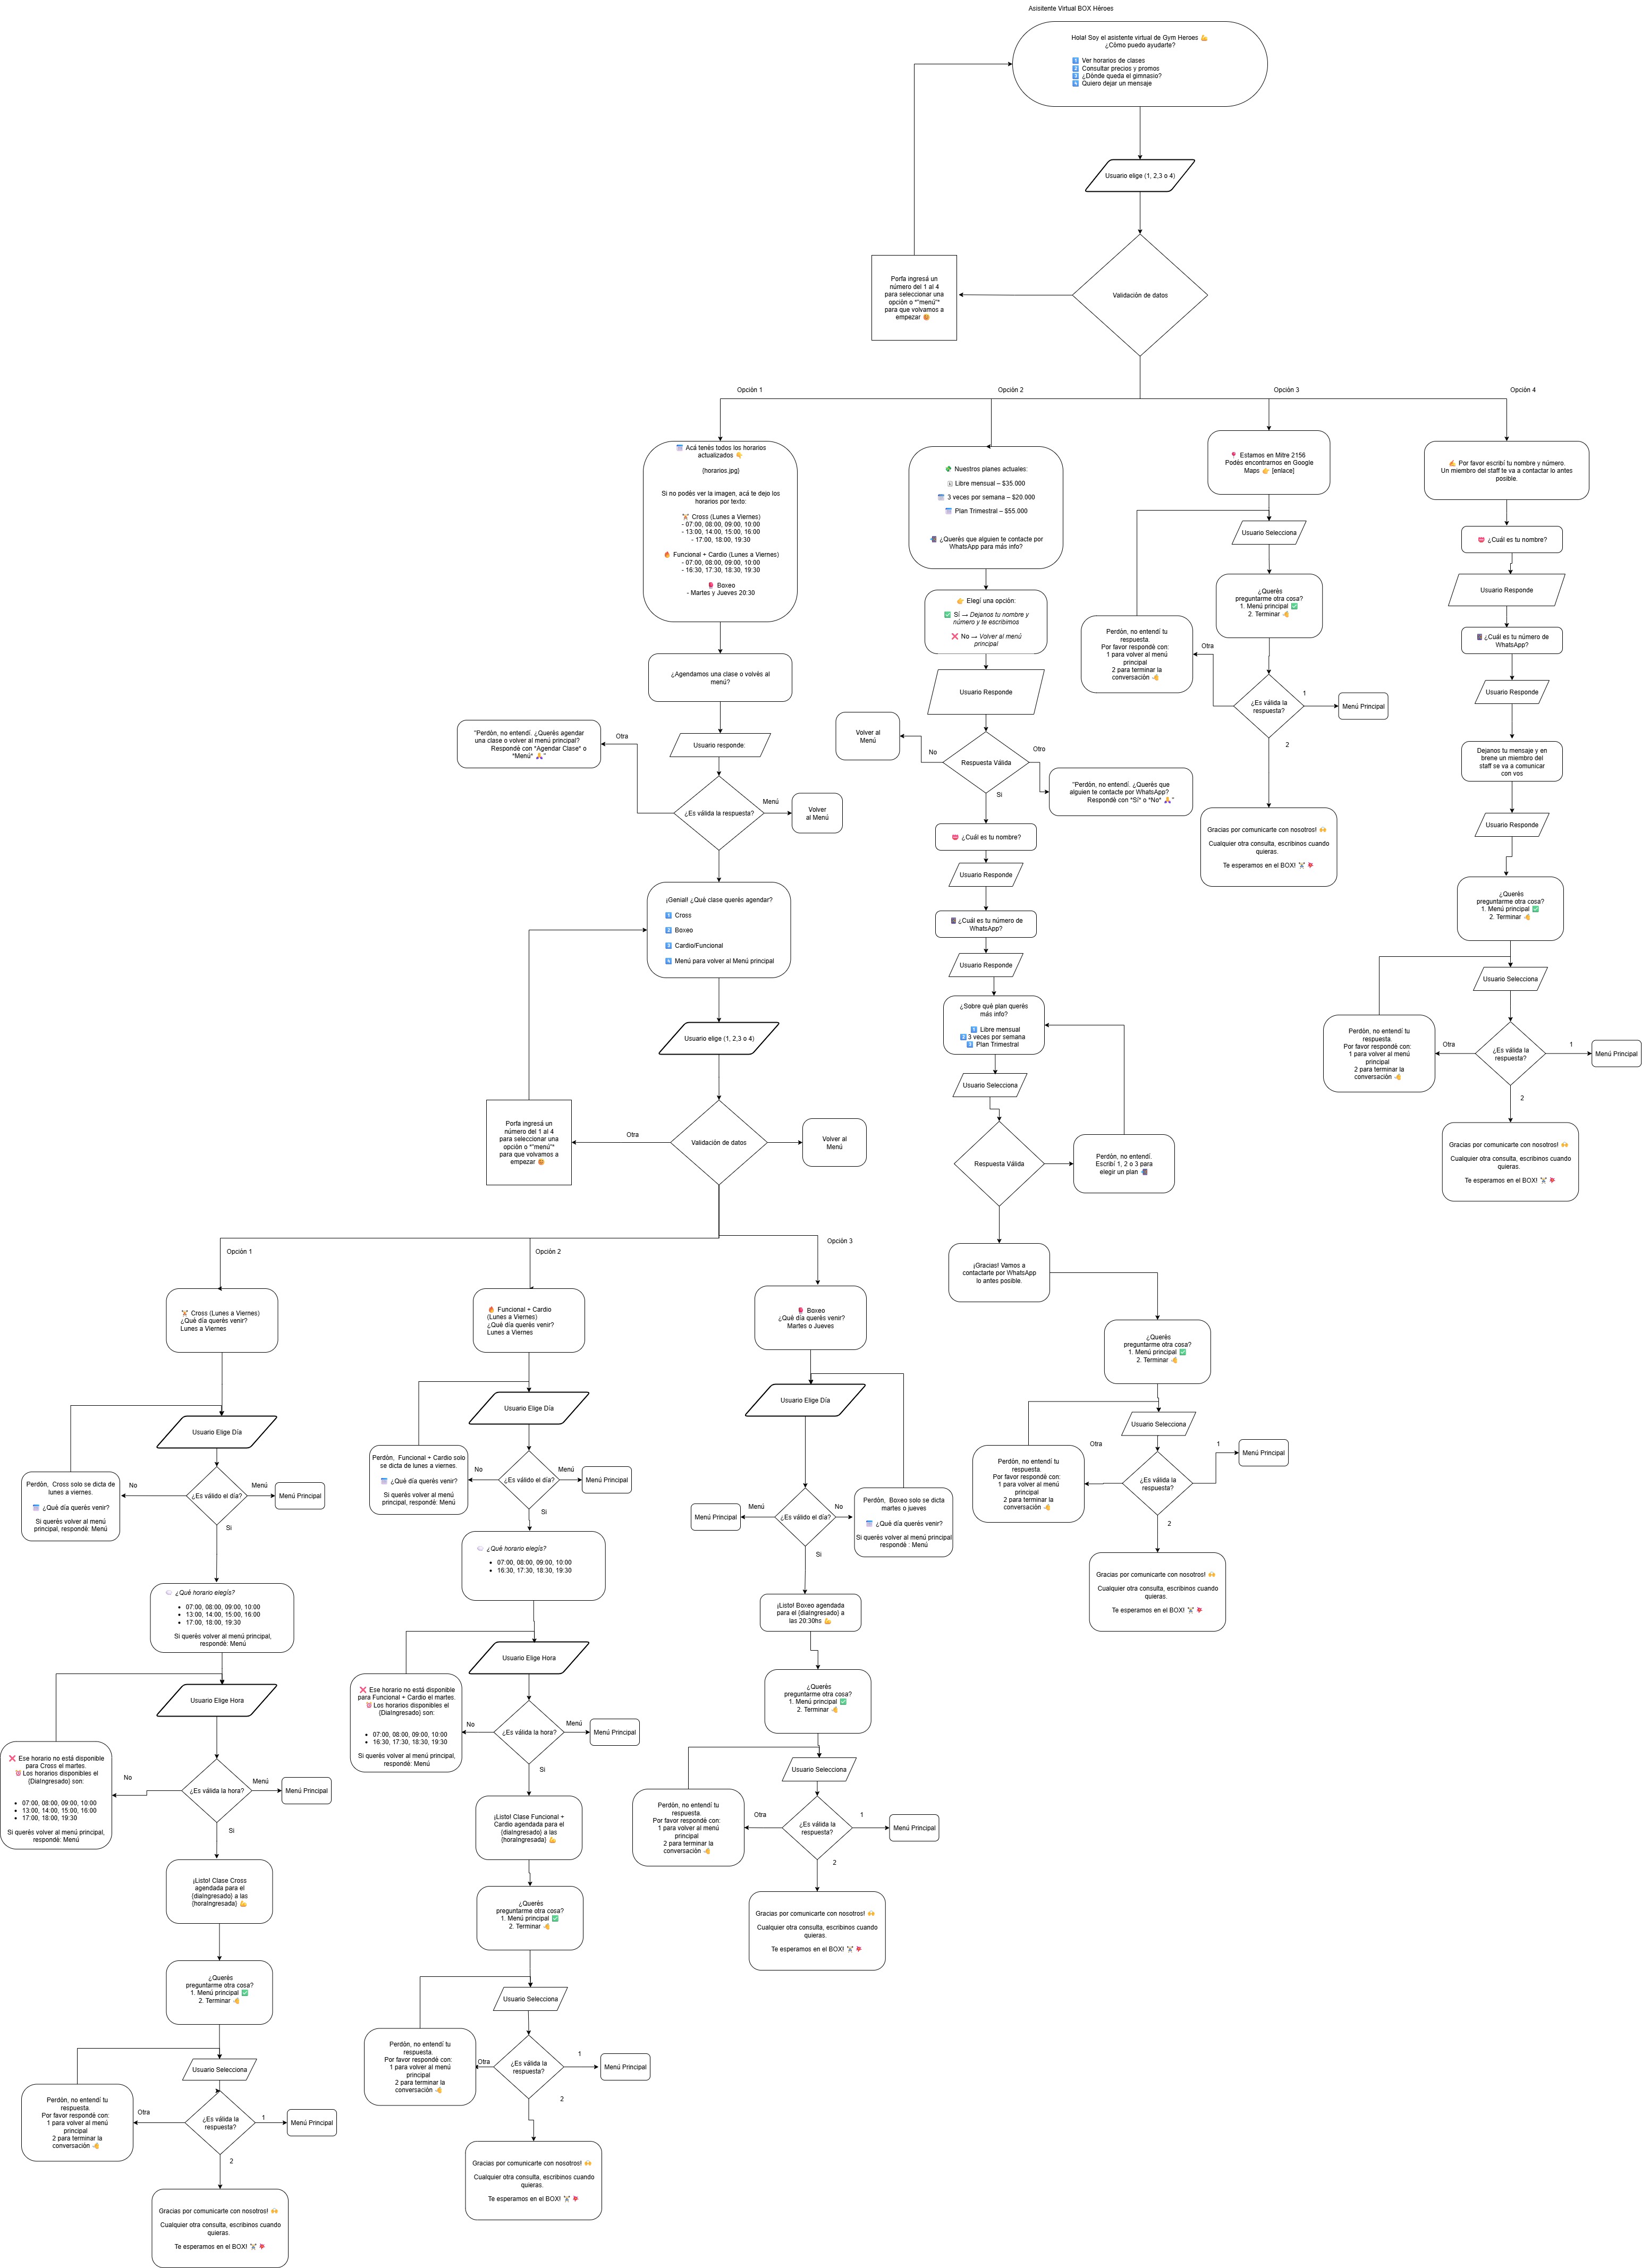 Asisitente Virtual BOX Héroes
Hola! Soy el asistente virtual de Gym Heroes 💪
¿Cómo puedo ayudarte?
1️⃣ Ver horarios de clases
2️⃣ Consultar precios y promos
3️⃣ ¿Dónde queda el gimnasio?
4️⃣ Quiero dejar un mensaje
Usuario elige (1, 2,3 o 4)
Validación de datos
Porfa ingresá un
número del 1 al 4
para seleccionar una
opción o *"menú"*
para que volvamos a
empezar 😊
Opción 1
Opción 2
Opción 3
Opción 4
🗓️ Acá tenés todos los horarios
actualizados 👇
{horarios.jpg}
Si no podés ver la imagen, acá te dejo los
horarios por texto:
🏋️ Cross (Lunes a Viernes)
- 07:00, 08:00, 09:00, 10:00
- 13:00, 14:00, 15:00, 16:00
- 17:00, 18:00, 19:30
🔥 Funcional + Cardio (Lunes a Viernes)
- 07:00, 08:00, 09:00, 10:00
- 16:30, 17:30, 18:30, 19:30
🥊 Boxeo
- Martes y Jueves 20:30
¿Agendamos una clase o volvés al
menú?
Usuario responde:
"Perdón, no entendí. ¿Querés agendar
una clase o volver al menú principal?
Respondé con *Agendar Clase* o
*Menú* 🙏"
Otra
¿Es válida la respuesta?
Menú
Volver
al Menú
¡Genial! ¿Qué clase querés agendar?
1️⃣ Cross
2️⃣ Boxeo
3️⃣ Cardio/Funcional
4️⃣ Menú para volver al Menú principal
Usuario elige (1, 2,3 o 4)
Porfa ingresá un
número del 1 al 4
para seleccionar una
opción o *"menú"*
para que volvamos a
empezar 😊
Otra
Validación de datos
Volver al
Menú
Opción 1
Opción 2
Opción 3
🏋️ Cross (Lunes a Viernes)
¿Qué día querés venir?
Lunes a Viernes
Usuario Elige Día
Perdón,  Cross solo se dicta de
lunes a viernes.
🗓️ ¿Qué día querés venir?
Si querés volver al menú
principal, respondé: Menú
No
¿Es válido el día?
Menú
Menú Principal
Si
¿Qué horario elegís?
• 07:00, 08:00, 09:00, 10:00
• 13:00, 14:00, 15:00, 16:00
• 17:00, 18:00, 19:30
Si querés volver al menú principal,
respondé: Menú
Usuario Elige Hora
❌ Ese horario no está disponible
para Cross el martes.
⏰Los horarios disponibles el
{DiaIngresado} son:
• 07:00, 08:00, 09:00, 10:00
• 13:00, 14:00, 15:00, 16:00
• 17:00, 18:00, 19:30
Si querés volver al menú principal,
respondé: Menú
No
¿Es válida la hora?
Menú
Menú Principal
Si
¡Listo! Clase Cross
agendada para el
{diaIngresado} a las
{horaIngresada} 💪
¿Querés
preguntarme otra cosa?
1. Menú principal ✅
2. Terminar 👋
Usuario Selecciona
Perdón, no entendí tu
respuesta.
Por favor respondé con:
1 para volver al menú
principal
2 para terminar la
conversación 👋
Otra
¿Es válida la
respuesta?
1
Menú Principal
2
Gracias por comunicarte con nosotros! 🙌
Cualquier otra consulta, escribinos cuando
quieras.
Te esperamos en el BOX! 🏋️ 💥
🔥 Funcional + Cardio
(Lunes a Viernes)
¿Qué día querés venir?
Lunes a Viernes
Usuario Elige Día
Perdón,  Funcional + Cardio solo
se dicta de lunes a viernes.
🗓️ ¿Qué día querés venir?
Si querés volver al menú
principal, respondé: Menú
No
¿Es válido el día?
Menú
Menú Principal
Si
¿Qué horario elegís?
• 07:00, 08:00, 09:00, 10:00
• 16:30, 17:30, 18:30, 19:30
Usuario Elige Hora
❌ Ese horario no está disponible
para Funcional + Cardio el martes.
⏰Los horarios disponibles el
{DiaIngresado} son:
• 07:00, 08:00, 09:00, 10:00
• 16:30, 17:30, 18:30, 19:30
Si querés volver al menú principal,
respondé: Menú
No
¿Es válida la hora?
Menú
Menú Principal
Si
¡Listo! Clase Funcional +
Cardio agendada para el
{diaIngresado} a las
{horaIngresada} 💪
¿Querés
preguntarme otra cosa?
1. Menú principal ✅
2. Terminar 👋
Usuario Selecciona
Perdón, no entendí tu
respuesta.
Por favor respondé con:
1 para volver al menú
principal
2 para terminar la
conversación 👋
Otra
¿Es válida la
respuesta?
1
Menú Principal
2
Gracias por comunicarte con nosotros! 🙌
Cualquier otra consulta, escribinos cuando
quieras.
Te esperamos en el BOX! 🏋️ 💥
🥊 Boxeo
¿Qué día querés venir?
Martes o Jueves
Usuario Elige Día
Menú Principal
Menú
¿Es válido el día?
No
Perdón,  Boxeo solo se dicta
martes o jueves
🗓️ ¿Qué día querés venir?
Si querés volver al menú principal
respondé : Menú
Si
¡Listo! Boxeo agendada
para el {diaIngresado} a
las 20:30hs 💪
¿Querés
preguntarme otra cosa?
1. Menú principal ✅
2. Terminar 👋
Usuario Selecciona
Perdón, no entendí tu
respuesta.
Por favor respondé con:
1 para volver al menú
principal
2 para terminar la
conversación 👋
Otra
¿Es válida la
respuesta?
1
Menú Principal
2
Gracias por comunicarte con nosotros! 🙌
Cualquier otra consulta, escribinos cuando
quieras.
Te esperamos en el BOX! 🏋️ 💥
💸 Nuestros planes actuales:
Libre mensual – $35.000
🗓️ 3 veces por semana – $20.000
🗓️ Plan Trimestral – $55.000
📲 ¿Querés que alguien te contacte por
WhatsApp para más info?
👉 Elegí una opción:
✅ Sí → Dejanos tu nombre y
número y te escribimos
❌ No → Volver al menú
principal
Usuario Responde
Volver al
Menú
No
Respuesta Válida
Otro
"Perdón, no entendí. ¿Querés que
alguien te contacte por WhatsApp?
Respondé con *Sí* o *No* 🙏"
Si
📛 ¿Cuál es tu nombre?
Usuario Responde
📱¿Cuál es tu número de
WhatsApp?
Usuario Responde
¿Sobre qué plan querés
más info?
1️⃣ Libre mensual
2️⃣3 veces por semana
3️⃣ Plan Trimestral
Usuario Selecciona
Respuesta Válida
Perdón, no entendí.
Escribí 1, 2 o 3 para
elegir un plan 📲
¡Gracias! Vamos a
contactarte por WhatsApp
lo antes posible.
¿Querés
preguntarme otra cosa?
1. Menú principal ✅
2. Terminar 👋
Usuario Selecciona
Perdón, no entendí tu
respuesta.
Por favor respondé con:
1 para volver al menú
principal
2 para terminar la
conversación 👋
Otra
¿Es válida la
respuesta?
1
Menú Principal
2
Gracias por comunicarte con nosotros! 🙌
Cualquier otra consulta, escribinos cuando
quieras.
Te esperamos en el BOX! 🏋️ 💥
📍 Estamos en Mitre 2156
Podés encontrarnos en Google
Maps 👉 [enlace]
Usuario Selecciona
¿Querés
preguntarme otra cosa?
1. Menú principal ✅
2. Terminar 👋
Perdón, no entendí tu
respuesta.
Por favor respondé con:
1 para volver al menú
principal
2 para terminar la
conversación 👋
Otra
¿Es válida la
respuesta?
1
Menú Principal
2
Gracias por comunicarte con nosotros! 🙌
Cualquier otra consulta, escribinos cuando
quieras.
Te esperamos en el BOX! 🏋️ 💥
✍️ Por favor escribí tu nombre y número.
Un miembro del staff te va a contactar lo antes
posible.
📛 ¿Cuál es tu nombre?
Usuario Responde
📱¿Cuál es tu número de
WhatsApp?
Usuario Responde
Dejanos tu mensaje y en
brene un miembro del
staff se va a comunicar
con vos
Usuario Responde
¿Querés
preguntarme otra cosa?
1. Menú principal ✅
2. Terminar 👋
Usuario Selecciona
Perdón, no entendí tu
respuesta.
Por favor respondé con:
1 para volver al menú
principal
2 para terminar la
conversación 👋
Otra
¿Es válida la
respuesta?
1
Menú Principal
2
Gracias por comunicarte con nosotros! 🙌
Cualquier otra consulta, escribinos cuando
quieras.
Te esperamos en el BOX! 🏋️ 💥